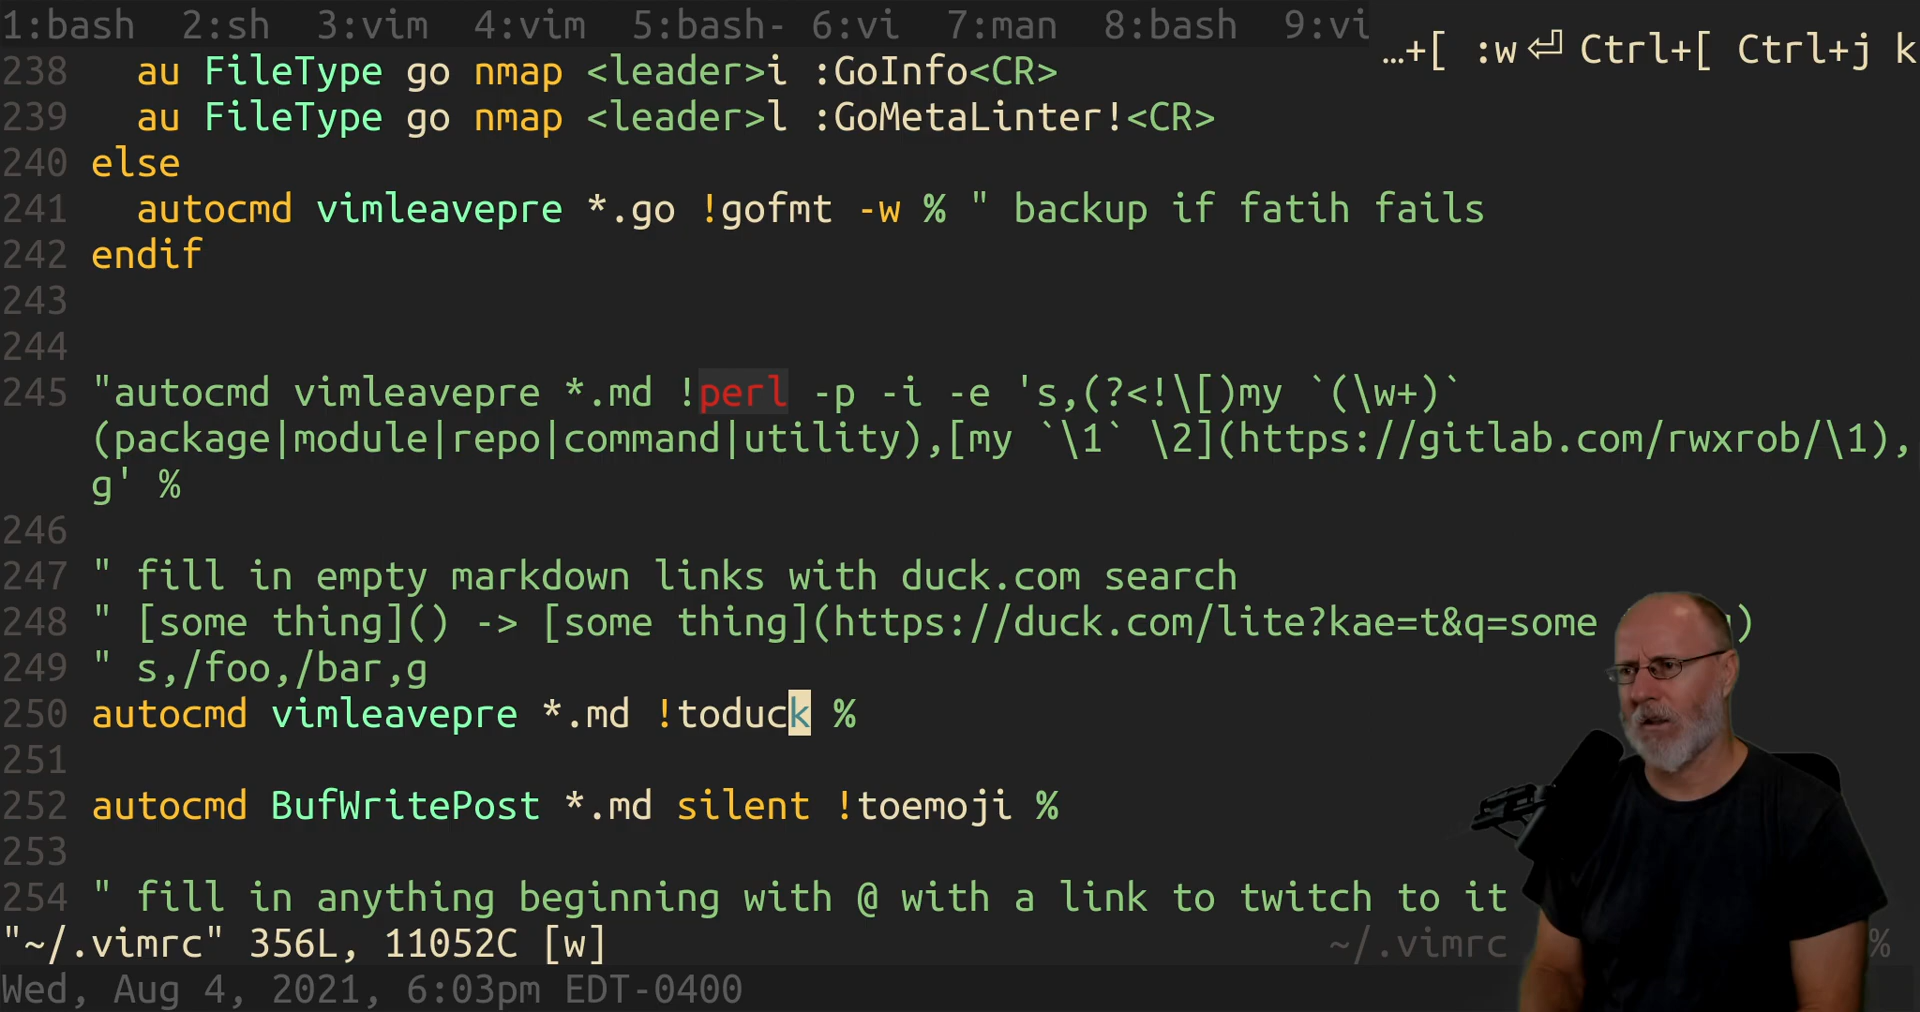 1:bash 2:sh 3:vim 4:vim 5:bash- 6:vi 7:man 8:bash 9:vi
…+[ :w⏎ Ctrl+[ Ctrl+j k
238 au FileType go nmap <leader>i :GoInfo<CR>
239 au FileType go nmap <leader>l :GoMetaLinter!<CR>
240 else
241 autocmd vimleavepre *.go !gofmt -w % " backup if fatih fails
242 endif
243
244
245 "autocmd vimleavepre *.md !perl -p -i -e 's,(?<!\[)my `(\w+)`
(package|module|repo|command|utility),[my `\1` \2](https://gitlab.com/rwxrob/\1),
g' %
246
247 " fill in empty markdown links with duck.com search
248 " [some thing]() -> [some thing](https://duck.com/lite?kae=t&q=some )
249 " s,/foo,/bar,g
250 autocmd vimleavepre *.md !toduck %
251
252 autocmd BufWritePost *.md silent !toemoji %
253
254 " fill in anything beginning with @ with a link to twitch to it
"~/.vimrc" 356L, 11052C [w] ~/.vimrc %
Wed, Aug 4, 2021, 6:03pm EDT-0400